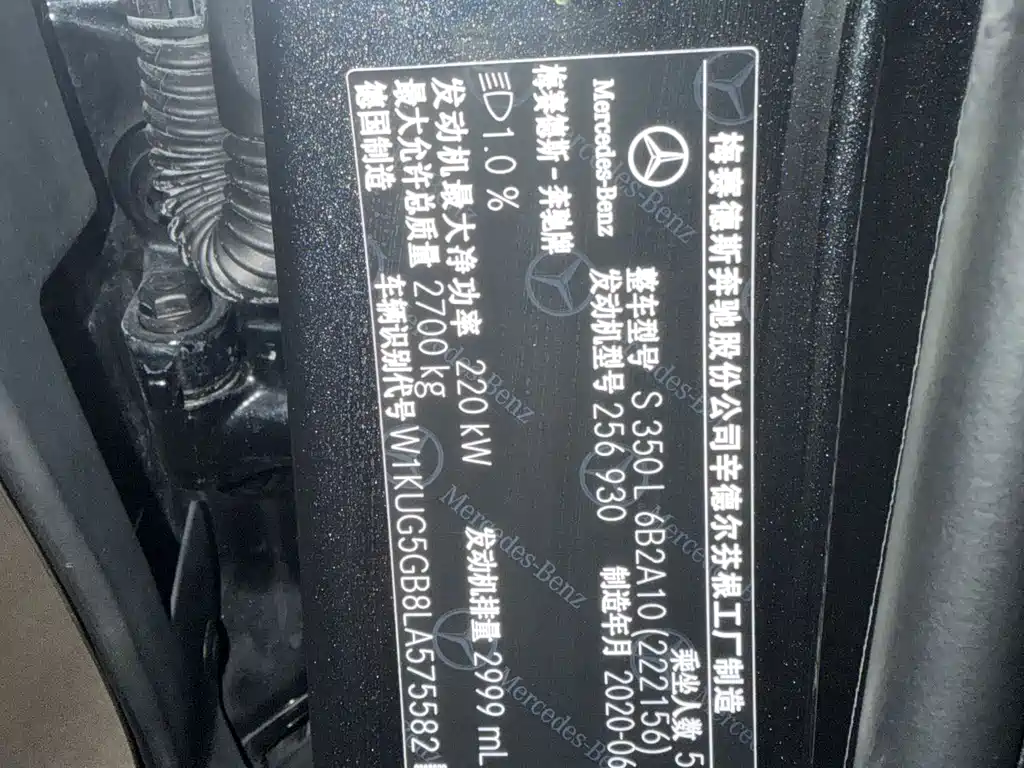 梅赛德斯奔驰股份公司辛德尔芬根工厂制造
Mercedes-Benz
整车型号 S 350 L 6B2A10 (222156)
乘坐人数 5
发动机型号 256 930
制造年月 2020-06
梅赛德斯 - 奔驰牌
1.0 %
发动机最大净功率 220 kW
发动机排量 2999 mL
最大允许总质量 2700 kg
德国制造
车辆识别代号 W1KUG5GB8LA575582